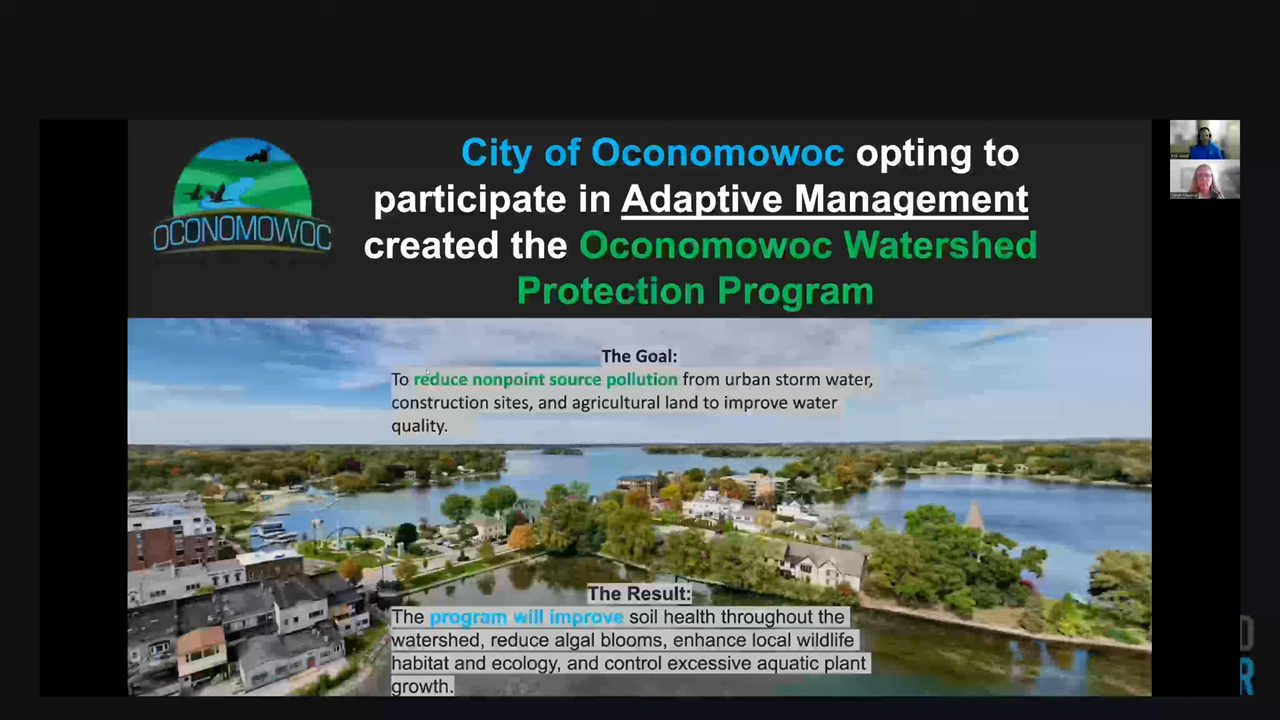 City of Oconomowoc opting to
participate in Adaptive Management
created the Oconomowoc Watershed
Protection Program
OCONOMOWOC
The Goal:
To reduce nonpoint source pollution from urban storm water,
construction sites, and agricultural land to improve water
quality.
The Result:
The program will improve soil health throughout the
watershed, reduce algal blooms, enhance local wildlife
habitat and ecology, and control excessive aquatic plant
growth.